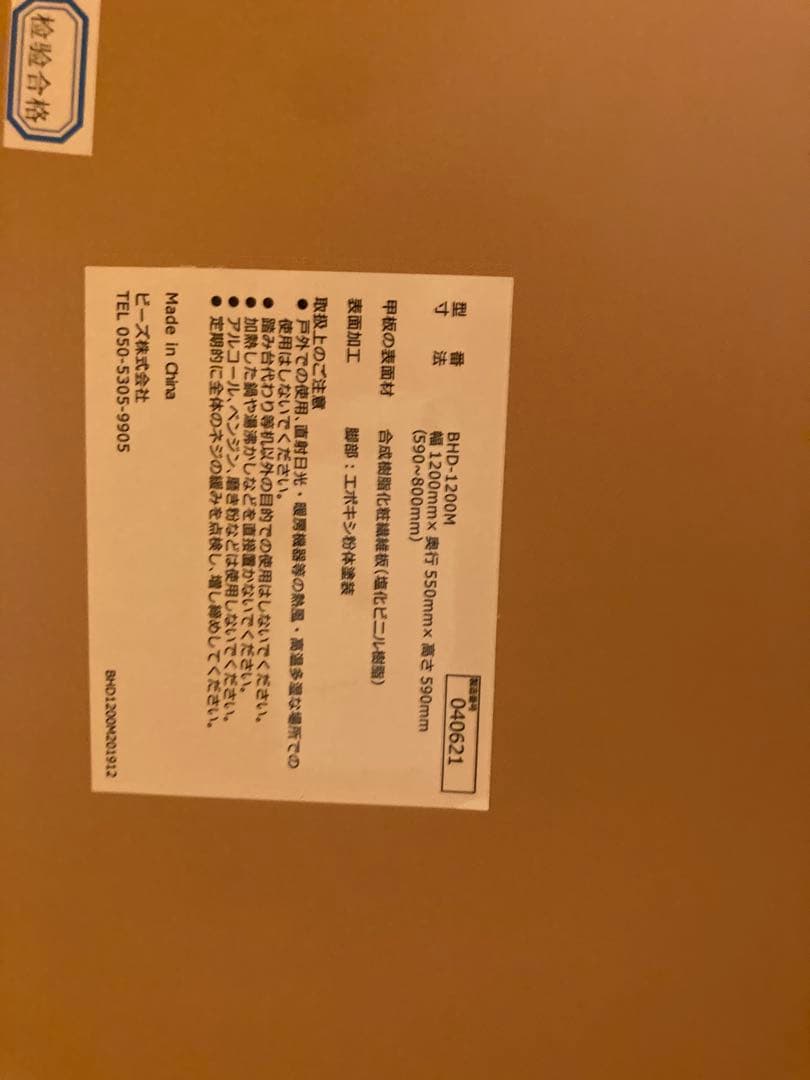 检验合格
製造番号
040621
型　番　BHD-1200M
寸　法　幅 1200mm× 奥行 550mm× 高さ 590mm
(590~800mm)
甲板の表面材　合成樹脂化粧繊維板(塩化ビニル樹脂)
表面加工　脚部：エポキシ粉体塗装
取扱上のご注意
● 戸外での使用、直射日光・暖房機器等の熱風・高温多湿な場所での
使用はしないでください。
● 踏み台代わり等机以外の目的での使用はしないでください。
● 加熱した鍋や湯沸かしなどを直接置かないでください。
● アルコール、ベンジン、磨き粉などは使用しないでください。
● 定期的に全体のネジの緩みを点検し、増し締めしてください。
Made in China
ビーズ株式会社
TEL 050-5305-9905
BHD1200M201912